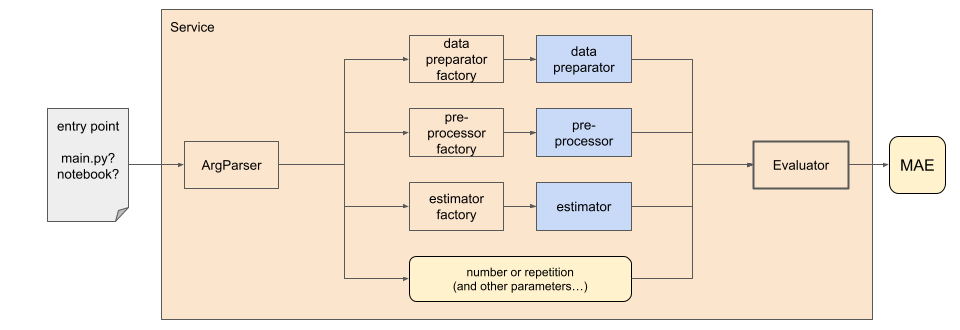 Service
entry point
main.py?
notebook?
ArgParser
data
preparator
factory
data
preparator
pre-
processor
factory
pre-
processor
estimator
factory
estimator
number or repetition
(and other parameters...)
Evaluator
MAE